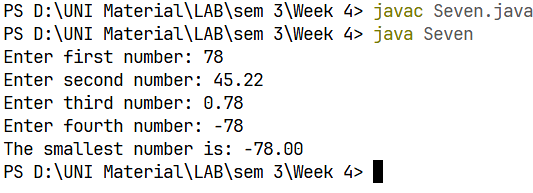 PS D:\UNI Material\LAB\sem 3\Week 4> javac Seven.java
PS D:\UNI Material\LAB\sem 3\Week 4> java Seven
Enter first number: 78
Enter second number: 45.22
Enter third number: 0.78
Enter fourth number: -78
The smallest number is: -78.00
PS D:\UNI Material\LAB\sem 3\Week 4>